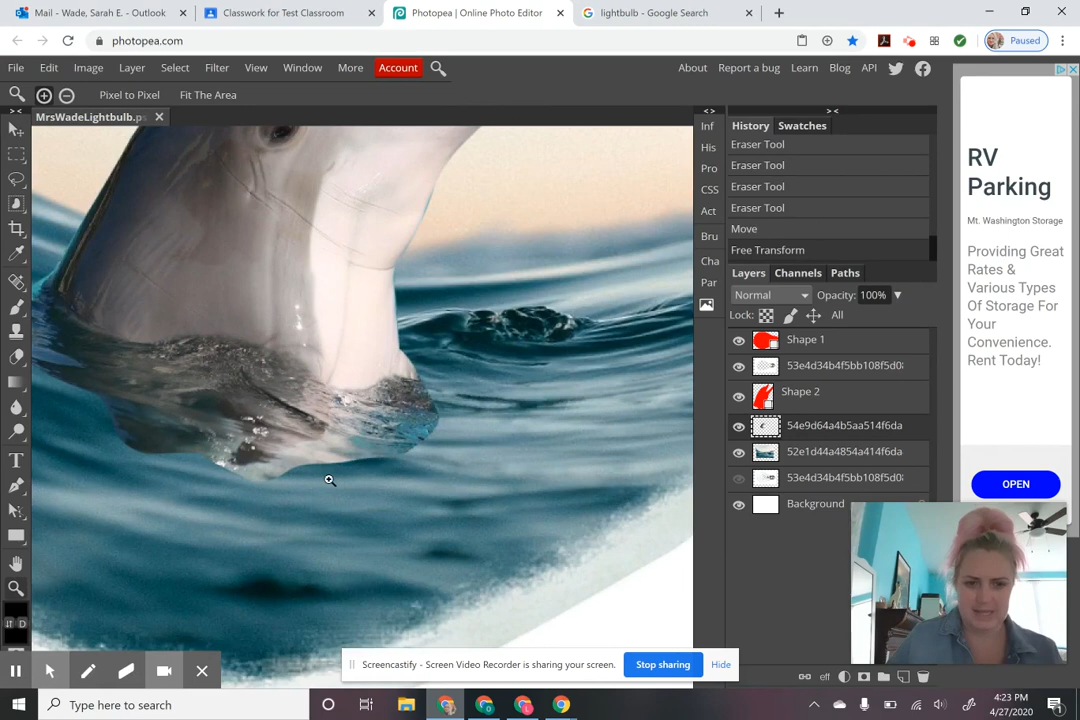 Mail - Wade, Sarah E. - Outlook
Classwork for Test Classroom
Photopea | Online Photo Editor
lightbulb - Google Search
photopea.com
Paused
File Edit Image Layer Select Filter View Window More Account
About Report a bug Learn Blog API
Pixel to Pixel Fit The Area
MrsWadeLightbulb.ps
Inf
His
Pro
CSS
Act
Bru
Cha
Par
History Swatches
Eraser Tool
Eraser Tool
Eraser Tool
Eraser Tool
Move
Free Transform
Layers Channels Paths
Normal Opacity: 100%
Lock: All
Shape 1
53e4d34b4f5bb108f5d0
Shape 2
54e9d64a4b5aa514f6da
52e1d44a4854a414f6da
53e4d34b4f5bb108f5d0
Background
eff
D
RV
Parking
Mt. Washington Storage
Providing Great
Rates &
Various Types
Of Storage For
Your
Convenience.
Rent Today!
OPEN
Screencastify - Screen Video Recorder is sharing your screen.
Stop sharing
Hide
Type here to search
4:23 PM
4/27/2020